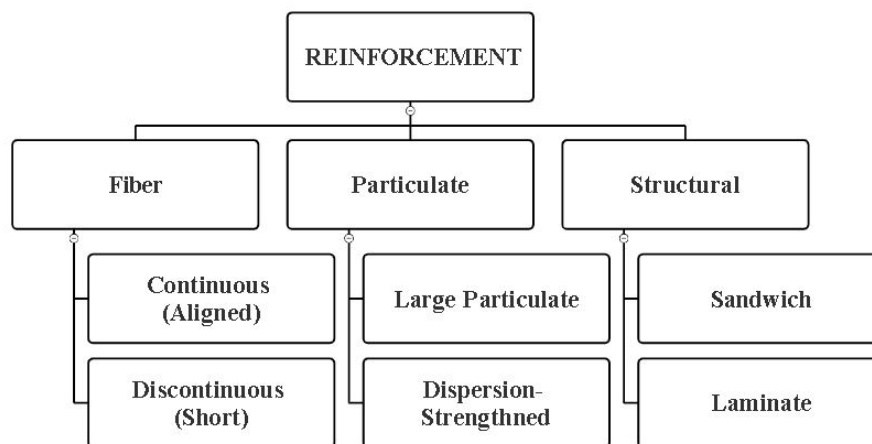 REINFORCEMENT
Fiber
Particulate
Structural
Continuous
(Aligned)
Large Particulate
Sandwich
Discontinuous
(Short)
Dispersion-
Strengthned
Laminate